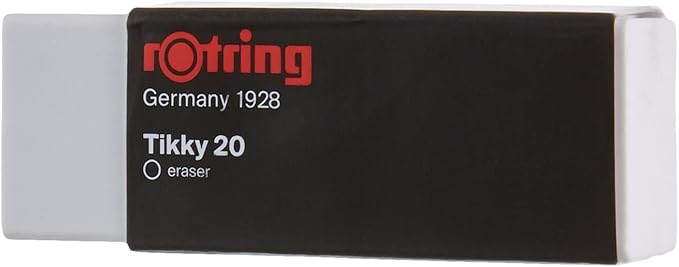 rotring
Germany 1928
Tikky 20
eraser